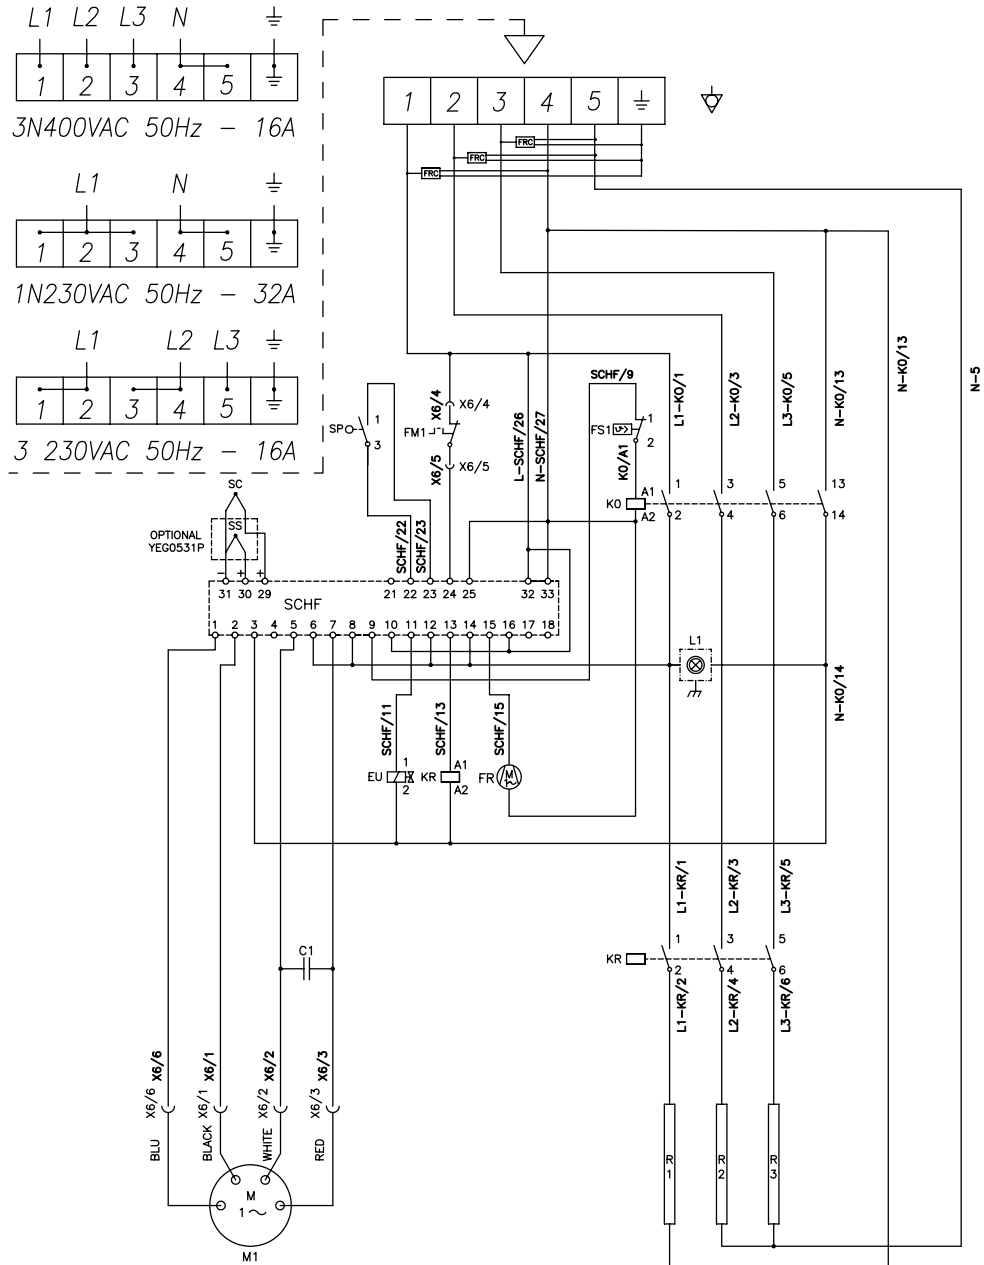 L1 L2 L3 N
1 2 3 4 5
3N400VAC 50Hz - 16A
L1 N
1 2 3 4 5
1N230VAC 50Hz - 32A
L1 L2 L3
1 2 3 4 5
3 230VAC 50Hz - 16A
1 2 3 4 5
FRC
FRC
FRC
SCHF/9
SP
1
3
X6/4
X6/4
FM1
X6/5
X6/5
L-SCHF/26
N-SCHF/27
FS1
1
2
K0/A1
K0
A1
A2
L1-K0/1
L2-K0/3
L3-K0/5
N-K0/13
N-K0/13
N-5
1 3 5 13
2 4 6 14
SC
SS
OPTIONAL
YEG0531P
- + +
SCHF/22
SCHF/23
31 30 29 21 22 23 24 25 32 33
SCHF
1 2 3 4 5 6 7 8 9 10 11 12 13 14 15 16 17 18
L1
N-K0/14
SCHF/11
SCHF/13
SCHF/15
EU
1
2
KR
A1
A2
FR
M
1~
L1-KR/1
L2-KR/3
L3-KR/5
C1
KR
1 3 5
2 4 6
L1-KR/2
L2-KR/4
L3-KR/6
X6/6 X6/6
X6/1 X6/1
X6/2 X6/2
X6/3 X6/3
BLU
BLACK
WHITE
RED
M
1~
M1
R1
R2
R3